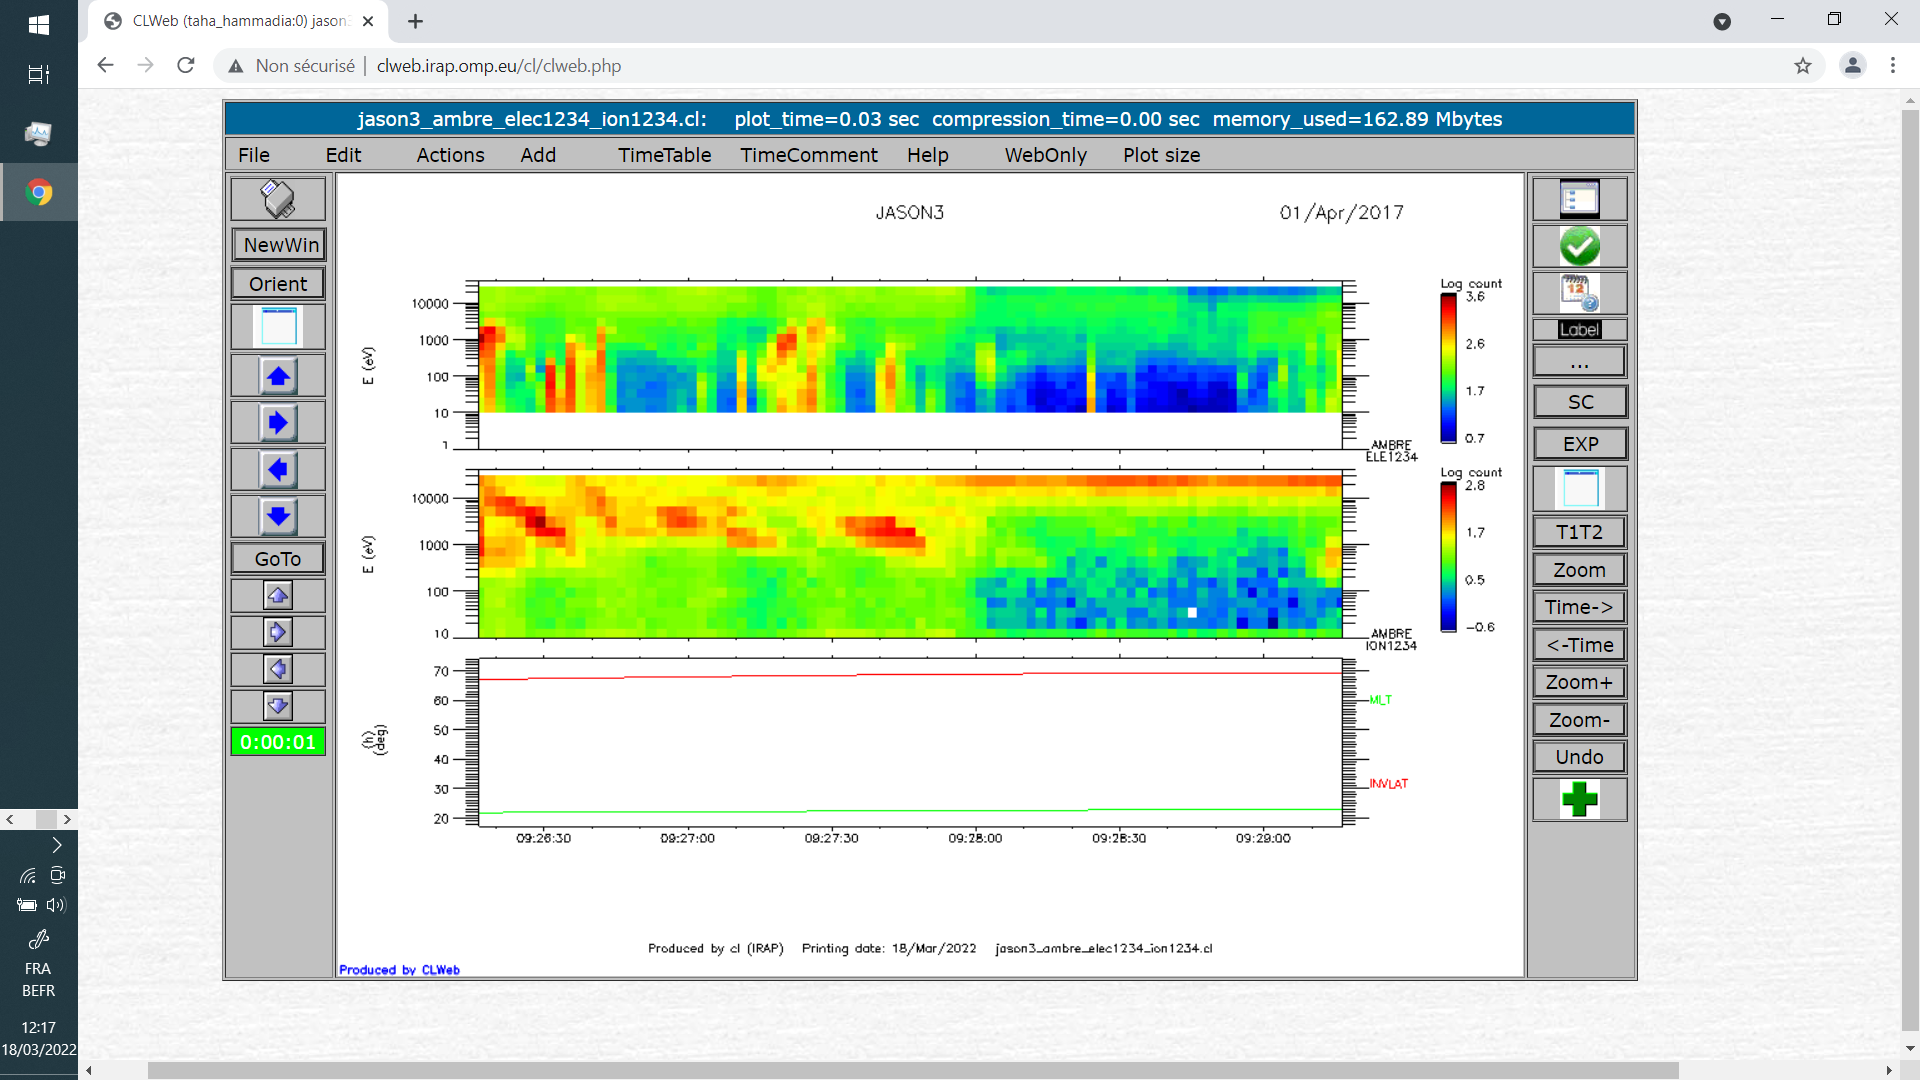 CLWeb (taha_hammadia:0) jason3
Non sécurisé | clweb.irap.omp.eu/cl/clweb.php
jason3_ambre_elec1234_ion1234.cl: plot_time=0.03 sec compression_time=0.00 sec memory_used=162.89 Mbytes
File Edit Actions Add TimeTable TimeComment Help WebOnly Plot size
NewWin
Orient
GoTo
0:00:01
JASON3 01/Apr/2017
E (eV)
10000
1000
100
10
1
Log count
3.6
2.6
1.7
0.7
AMBRE
ELE1234
E (eV)
10000
1000
100
10
Log count
2.8
1.7
0.5
-0.6
AMBRE
ION1234
(h)
(deg)
70
60
50
40
30
20
MLT
INVLAT
09:26:30 09:27:00 09:27:30 09:28:00 09:28:30 09:29:00
Produced by cl (IRAP) Printing date: 18/Mar/2022 jason3_ambre_elec1234_ion1234.cl
Produced by CLWeb
12
Label
...
SC
EXP
T1T2
Zoom
Time->
<-Time
Zoom+
Zoom-
Undo
FRA
BEFR
12:17
18/03/2022